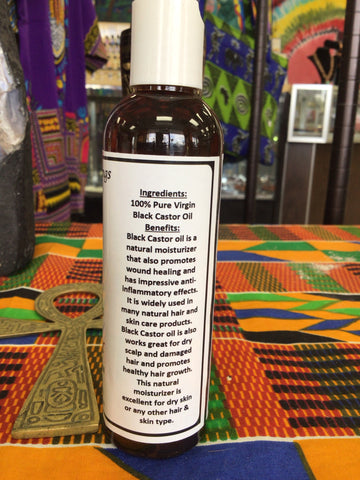 Ingredients:
100% Pure Virgin
Black Castor Oil
Benefits:
Black Castor oil is a
natural moisturizer
that also promotes
wound healing and
has impressive anti-
inflammatory effects.
It is widely used in
many natural hair and
skin care products.
Black Castor oil is also
works great for dry
scalp and damaged
hair and promotes
healthy hair growth.
This natural
moisturizer is
excellent for dry skin
or any other hair &
skin type.